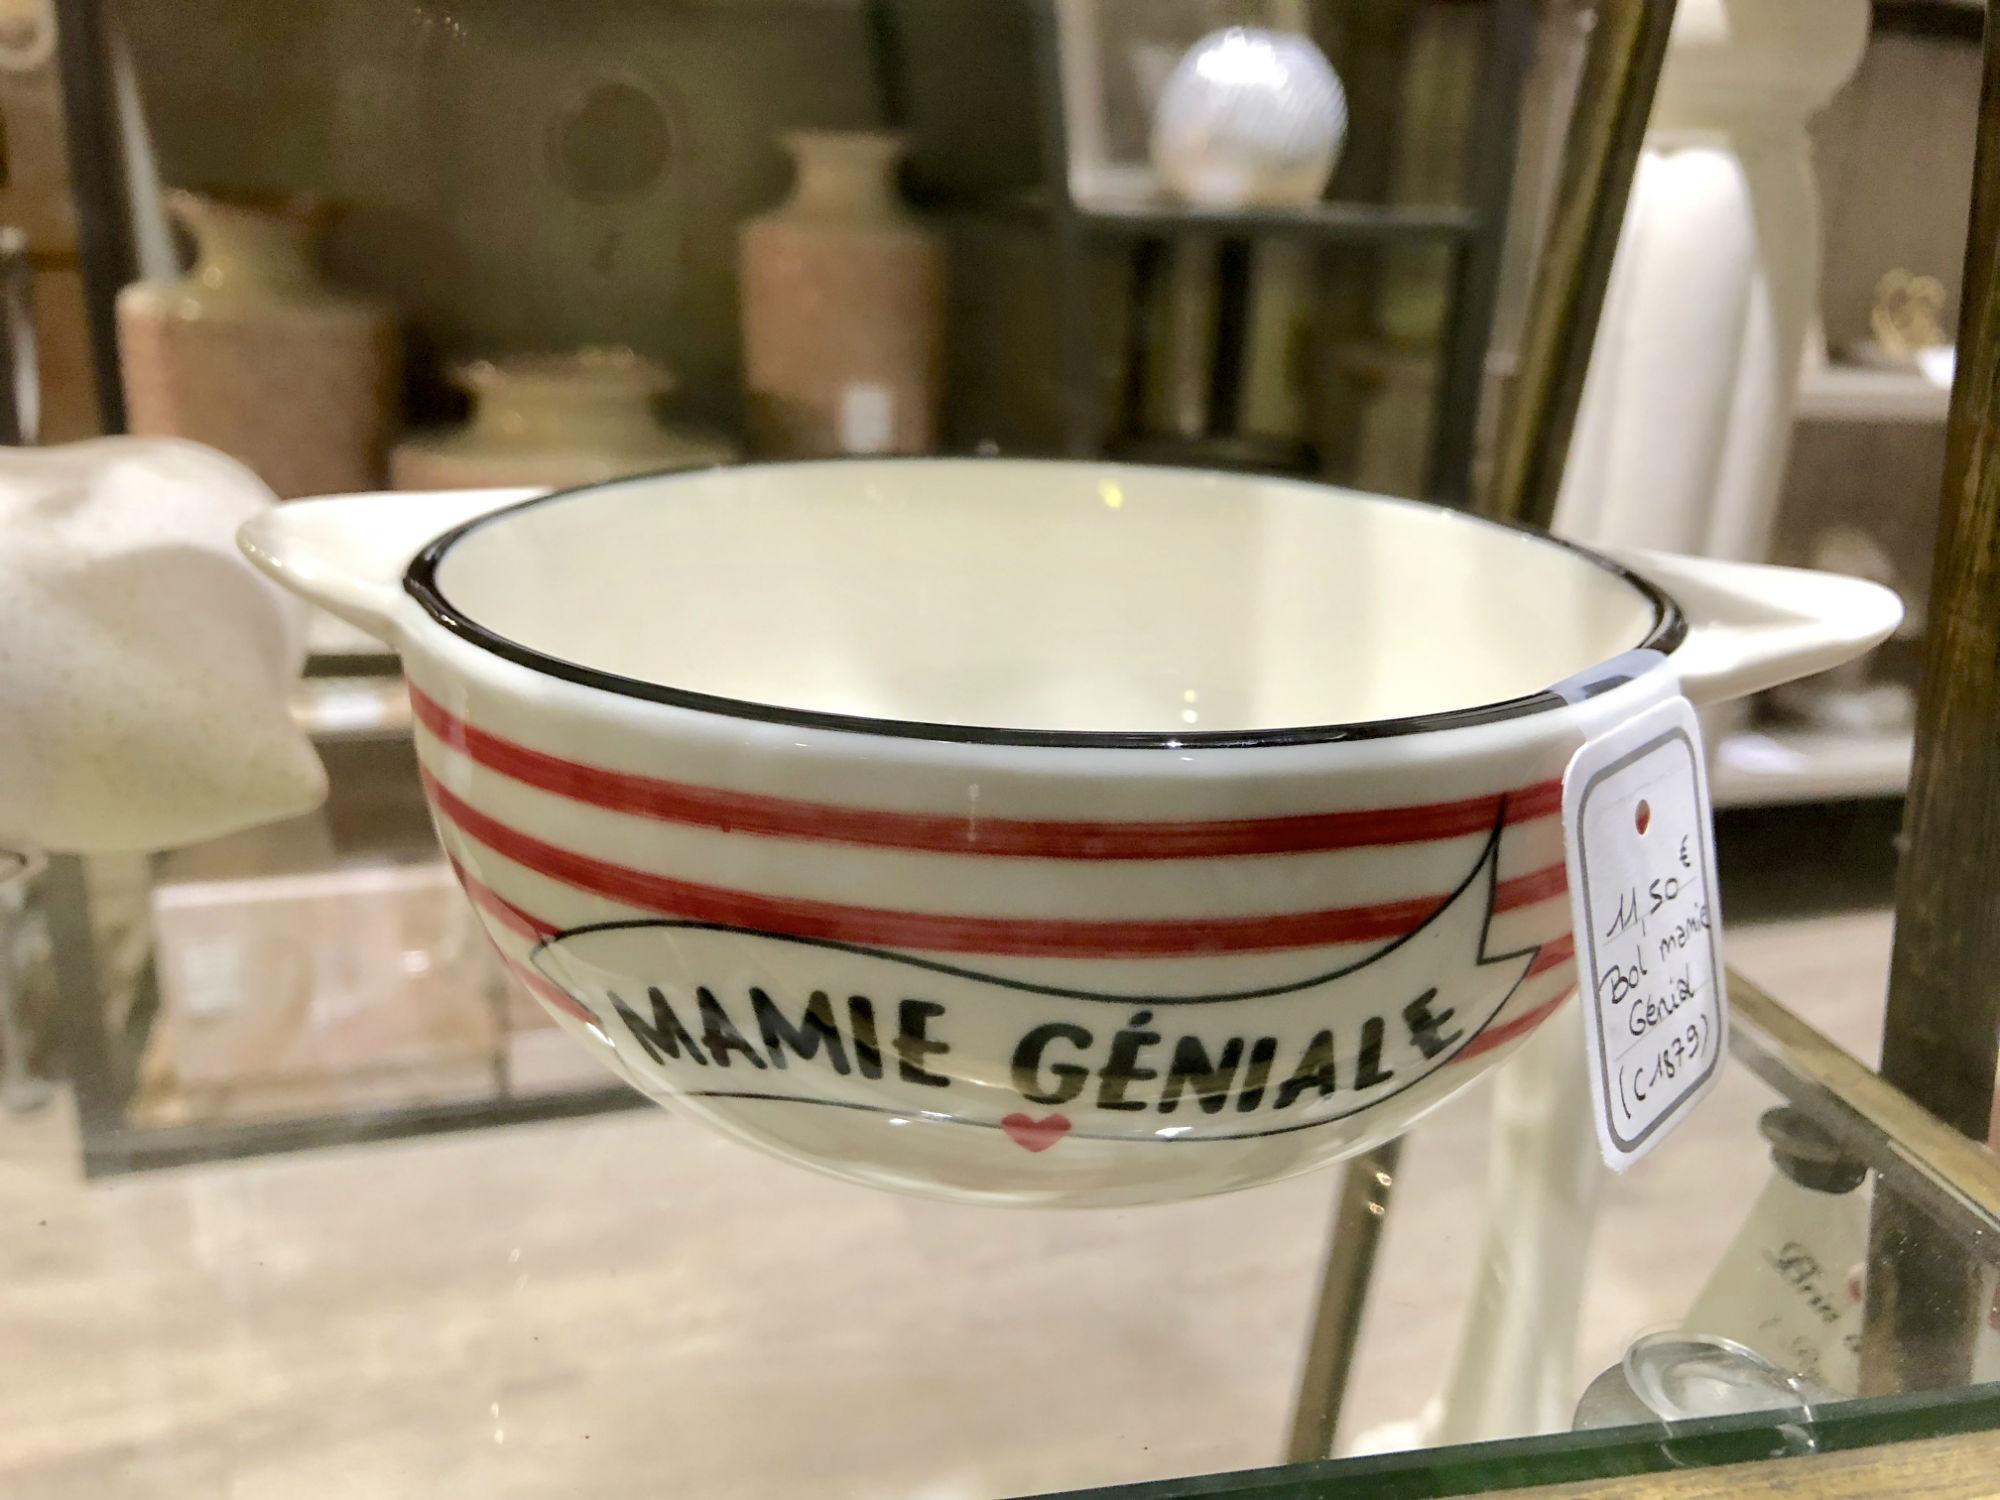 MAMIE GÉNIALE
11,50 €
Bol mamie
Génial
(C1879)